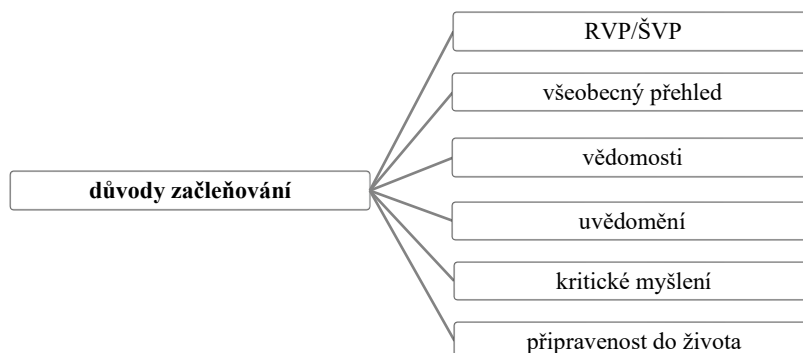 RVP/ŠVP
všeobecný přehled
vědomosti
důvody začleňování
uvědomění
kritické myšlení
připravenost do života